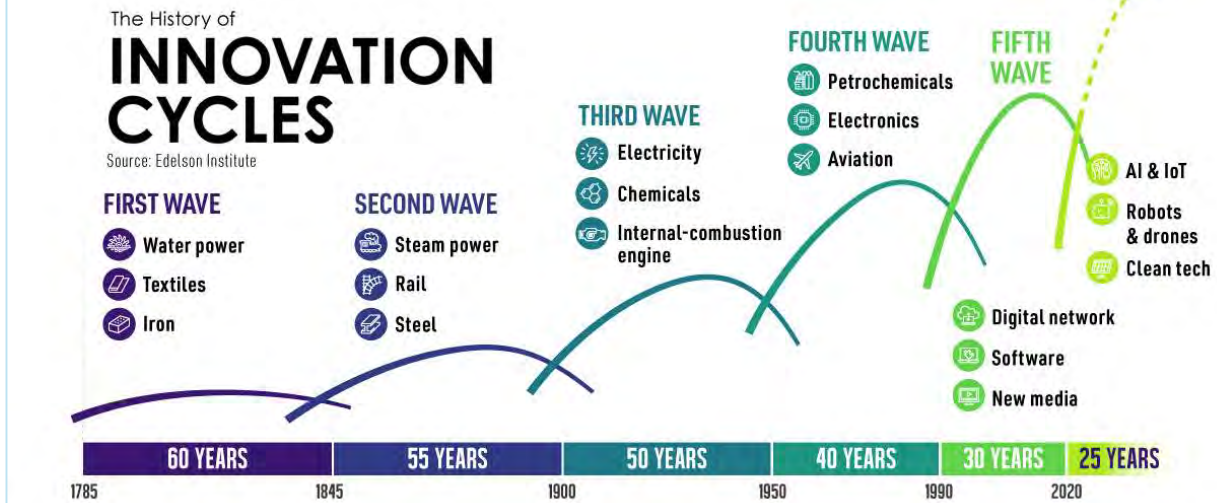 The History of
INNOVATION
CYCLES
Source: Edelson Institute
FIRST WAVE
Water power
Textiles
Iron
SECOND WAVE
Steam power
Rail
Steel
THIRD WAVE
Electricity
Chemicals
Internal-combustion
engine
FOURTH WAVE
Petrochemicals
Electronics
Aviation
FIFTH
WAVE
Digital network
Software
New media
AI & IoT
Robots
& drones
Clean tech
60 YEARS
55 YEARS
50 YEARS
40 YEARS
30 YEARS
25 YEARS
1785
1845
1900
1950
1990
2020